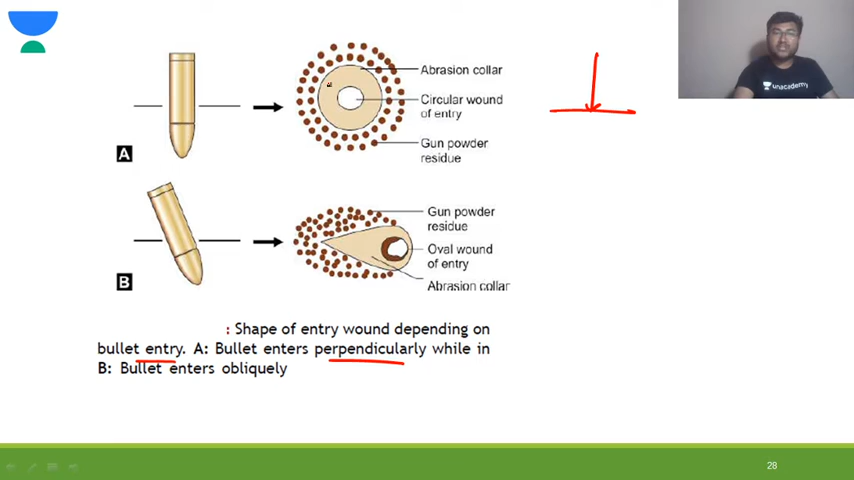 unacademy
Abrasion collar
Circular wound
of entry
Gun powder
residue
A
Gun powder
residue
Oval wound
of entry
Abrasion collar
B
: Shape of entry wound depending on
bullet entry. A: Bullet enters perpendicularly while in
B: Bullet enters obliquely
28